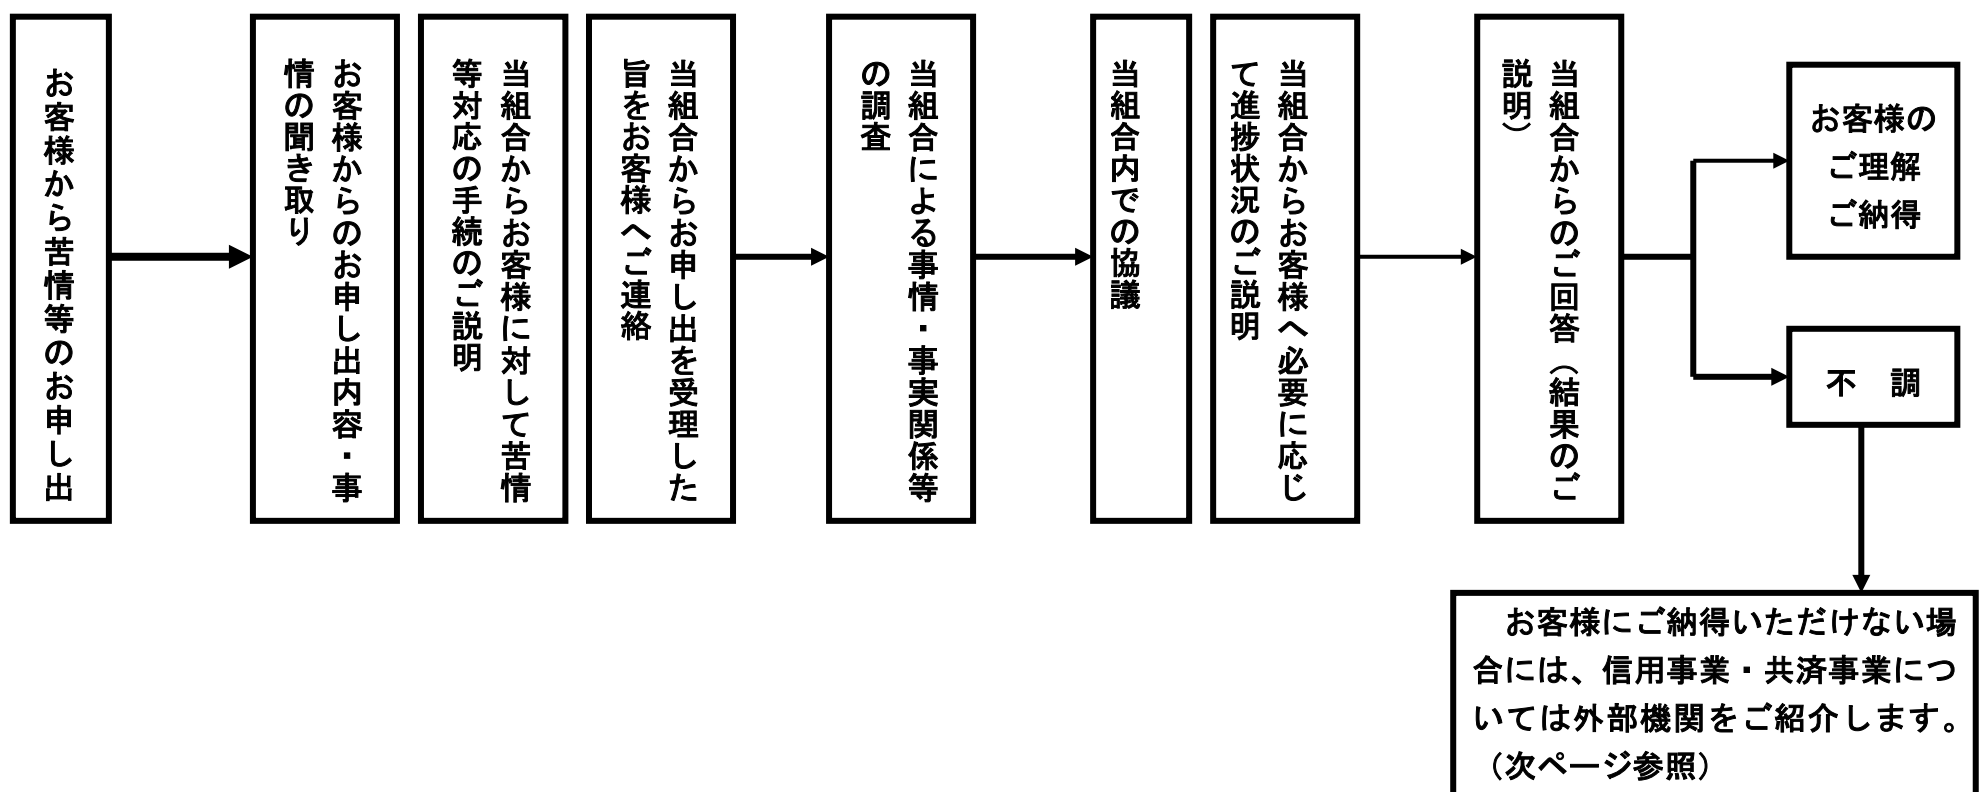 お客様から苦情等のお申し出
お客様からのお申し出内容・事
情の聞き取り
当組合からお客様に対して苦情
等対応の手続のご説明
当組合からお申し出を受理した
旨をお客様へご連絡
当組合による事情・事実関係等
の調査
当組合内での協議
当組合からお客様へ必要に応じ
て進捗状況のご説明
当組合からのご回答（結果のご
説明）
お客様の
ご理解
ご納得
不　調
お客様にご納得いただけない場
合には、信用事業・共済事業につ
いては外部機関をご紹介します。
（次ページ参照）